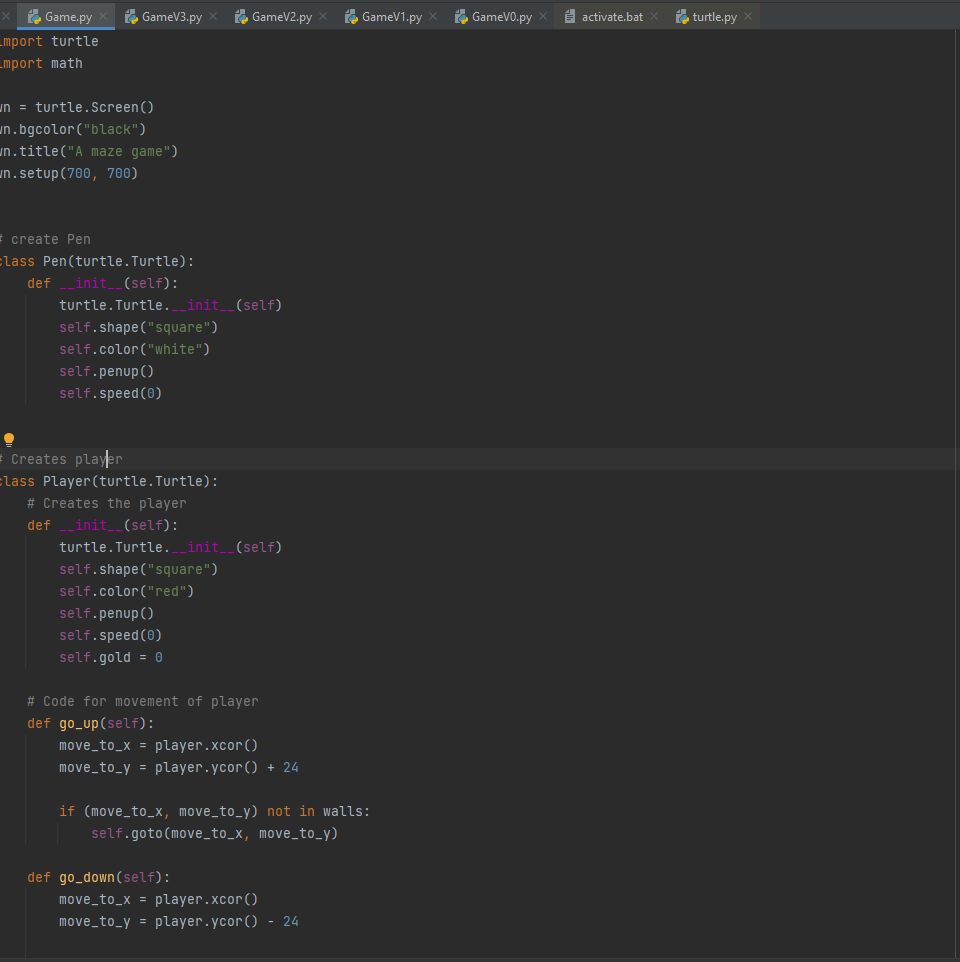 Game.py GameV3.py GameV2.py GameV1.py GameV0.py activate.bat turtle.py
import turtle
import math
wn = turtle.Screen()
wn.bgcolor("black")
wn.title("A maze game")
wn.setup(700, 700)
# create Pen
class Pen(turtle.Turtle):
    def __init__(self):
        turtle.Turtle.__init__(self)
        self.shape("square")
        self.color("white")
        self.penup()
        self.speed(0)
# Creates player
class Player(turtle.Turtle):
    # Creates the player
    def __init__(self):
        turtle.Turtle.__init__(self)
        self.shape("square")
        self.color("red")
        self.penup()
        self.speed(0)
        self.gold = 0
    # Code for movement of player
    def go_up(self):
        move_to_x = player.xcor()
        move_to_y = player.ycor() + 24
        if (move_to_x, move_to_y) not in walls:
            self.goto(move_to_x, move_to_y)
    def go_down(self):
        move_to_x = player.xcor()
        move_to_y = player.ycor() - 24